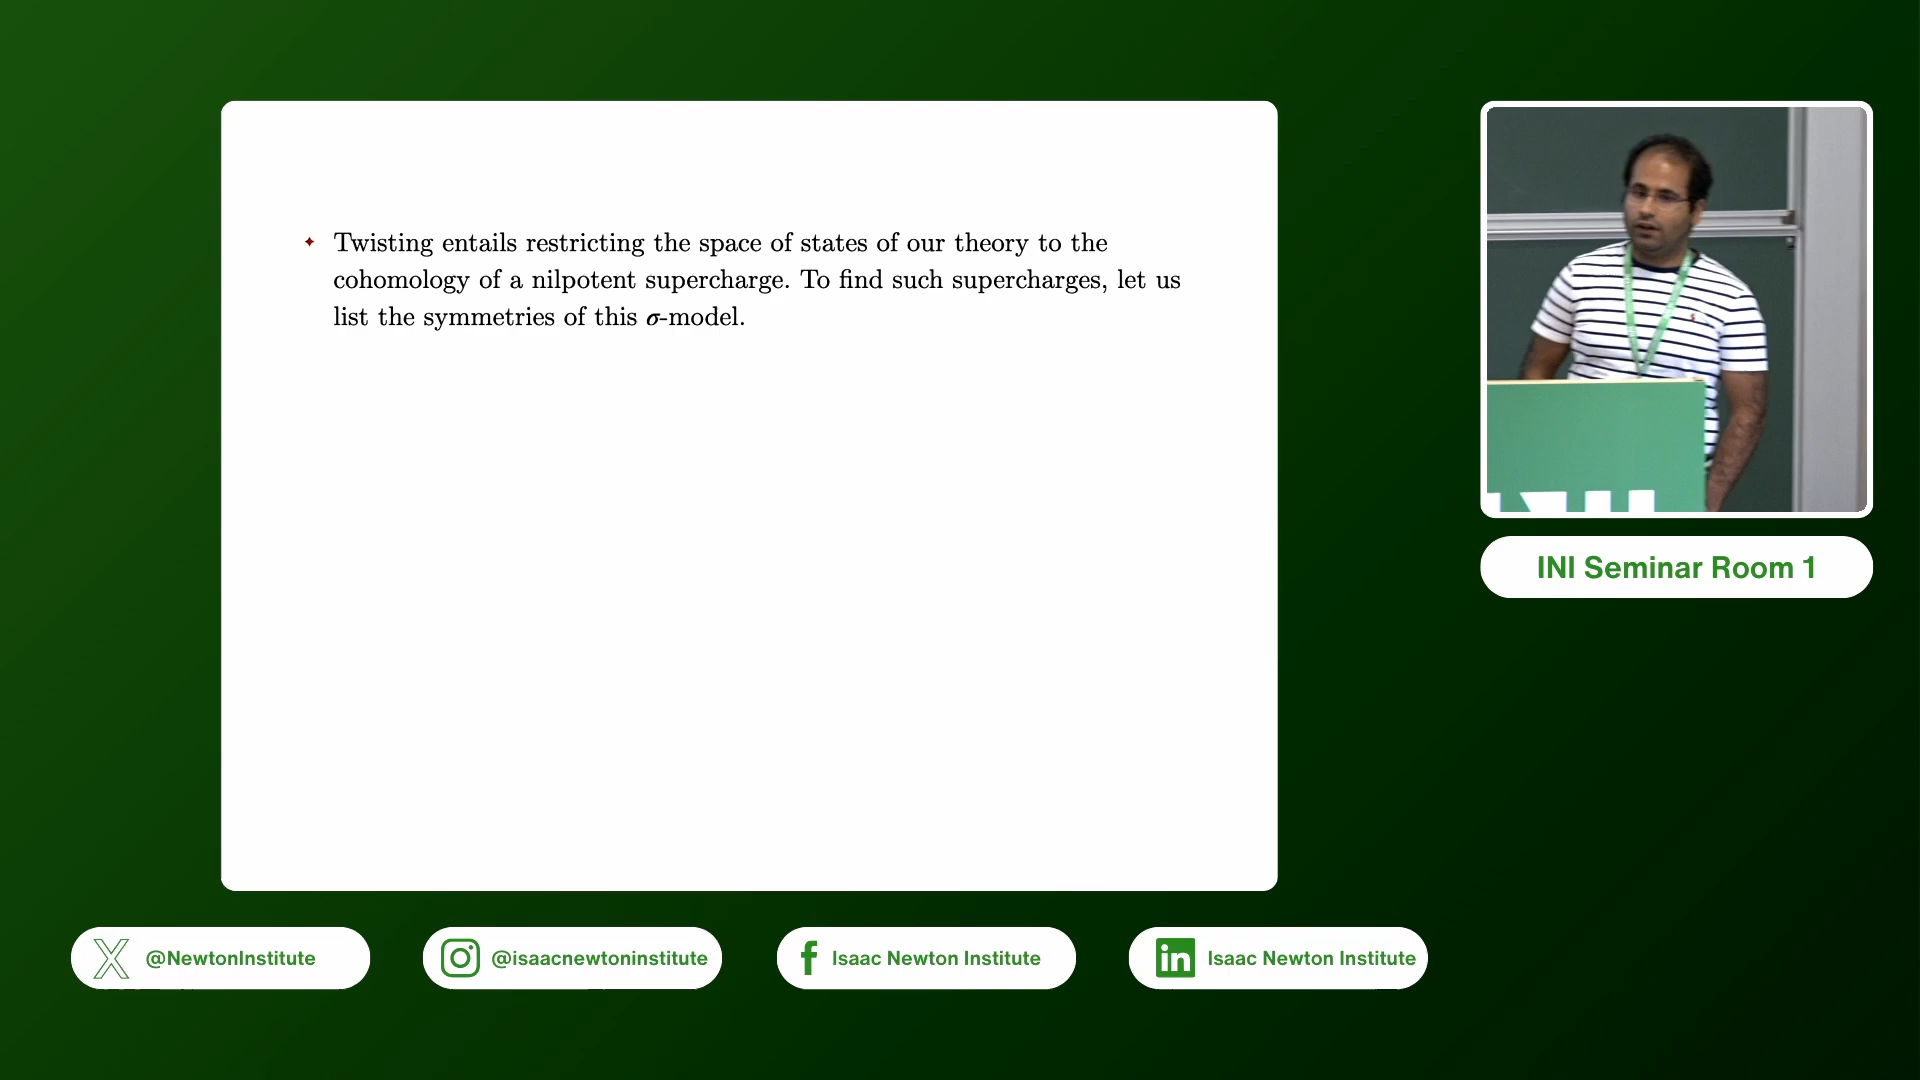 Twisting entails restricting the space of states of our theory to the
cohomology of a nilpotent supercharge. To find such supercharges, let us
list the symmetries of this σ-model.
INI Seminar Room 1
@NewtonInstitute
@isaacnewtoninstitute
Isaac Newton Institute
Isaac Newton Institute